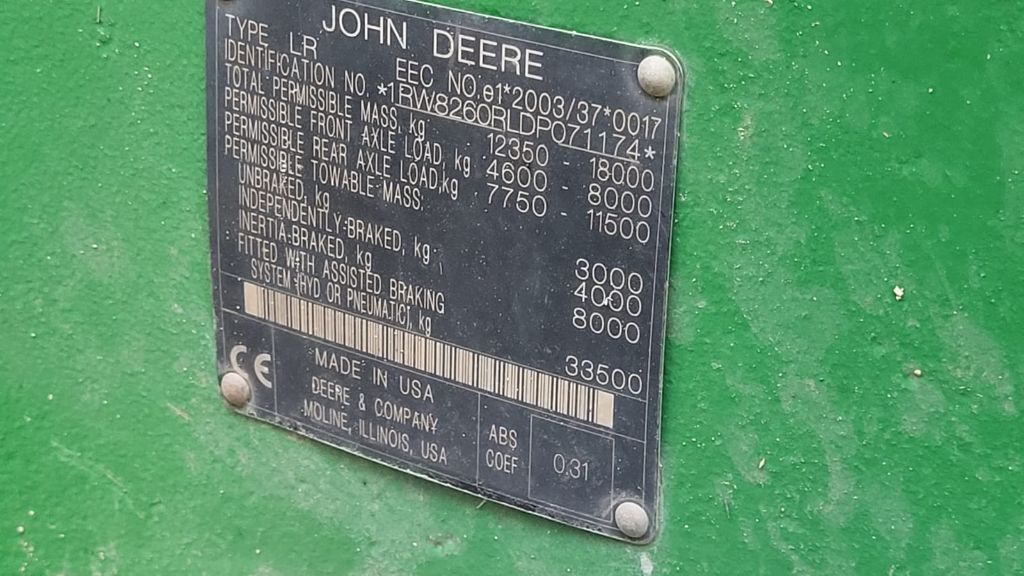 JOHN DEERE
TYPE LR EEC NO. e1*2003/37*0017
IDENTIFICATION NO. *1RW8260RLDP071174*
TOTAL PERMISSIBLE MASS, kg 12350 - 18000
PERMISSIBLE FRONT AXLE LOAD, kg 4600 - 8000
PERMISSIBLE REAR AXLE LOAD, kg 7750 - 11500
PERMISSIBLE TOWABLE MASS:
UNBRAKED, kg 3000
INDEPENDENTLY-BRAKED, kg 4000
INERTIA-BRAKED, kg 8000
FITTED WITH ASSISTED BRAKING
SYSTEM (HYD OR PNEUMATIC), kg 33500
CE
MADE IN USA
DEERE & COMPANY
MOLINE, ILLINOIS, USA
ABS
COEF
0.31